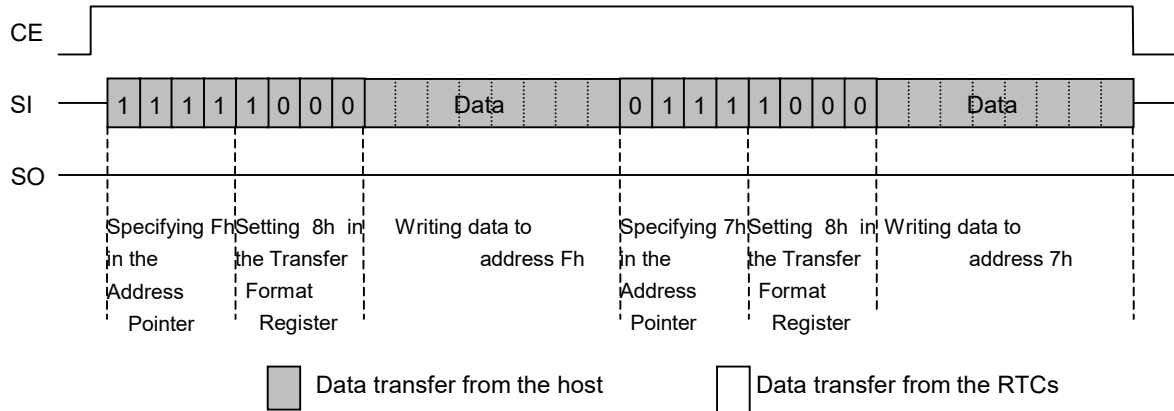 CE
SI 1 1 1 1 1 0 0 0 Data 0 1 1 1 1 0 0 0 Data
SO
Specifying Fh Setting 8h in Writing data to Specifying 7h Setting 8h in Writing data to
in the the Transfer address Fh in the the Transfer address 7h
Address Format Address Format
Pointer Register Pointer Register
Data transfer from the host Data transfer from the RTCs